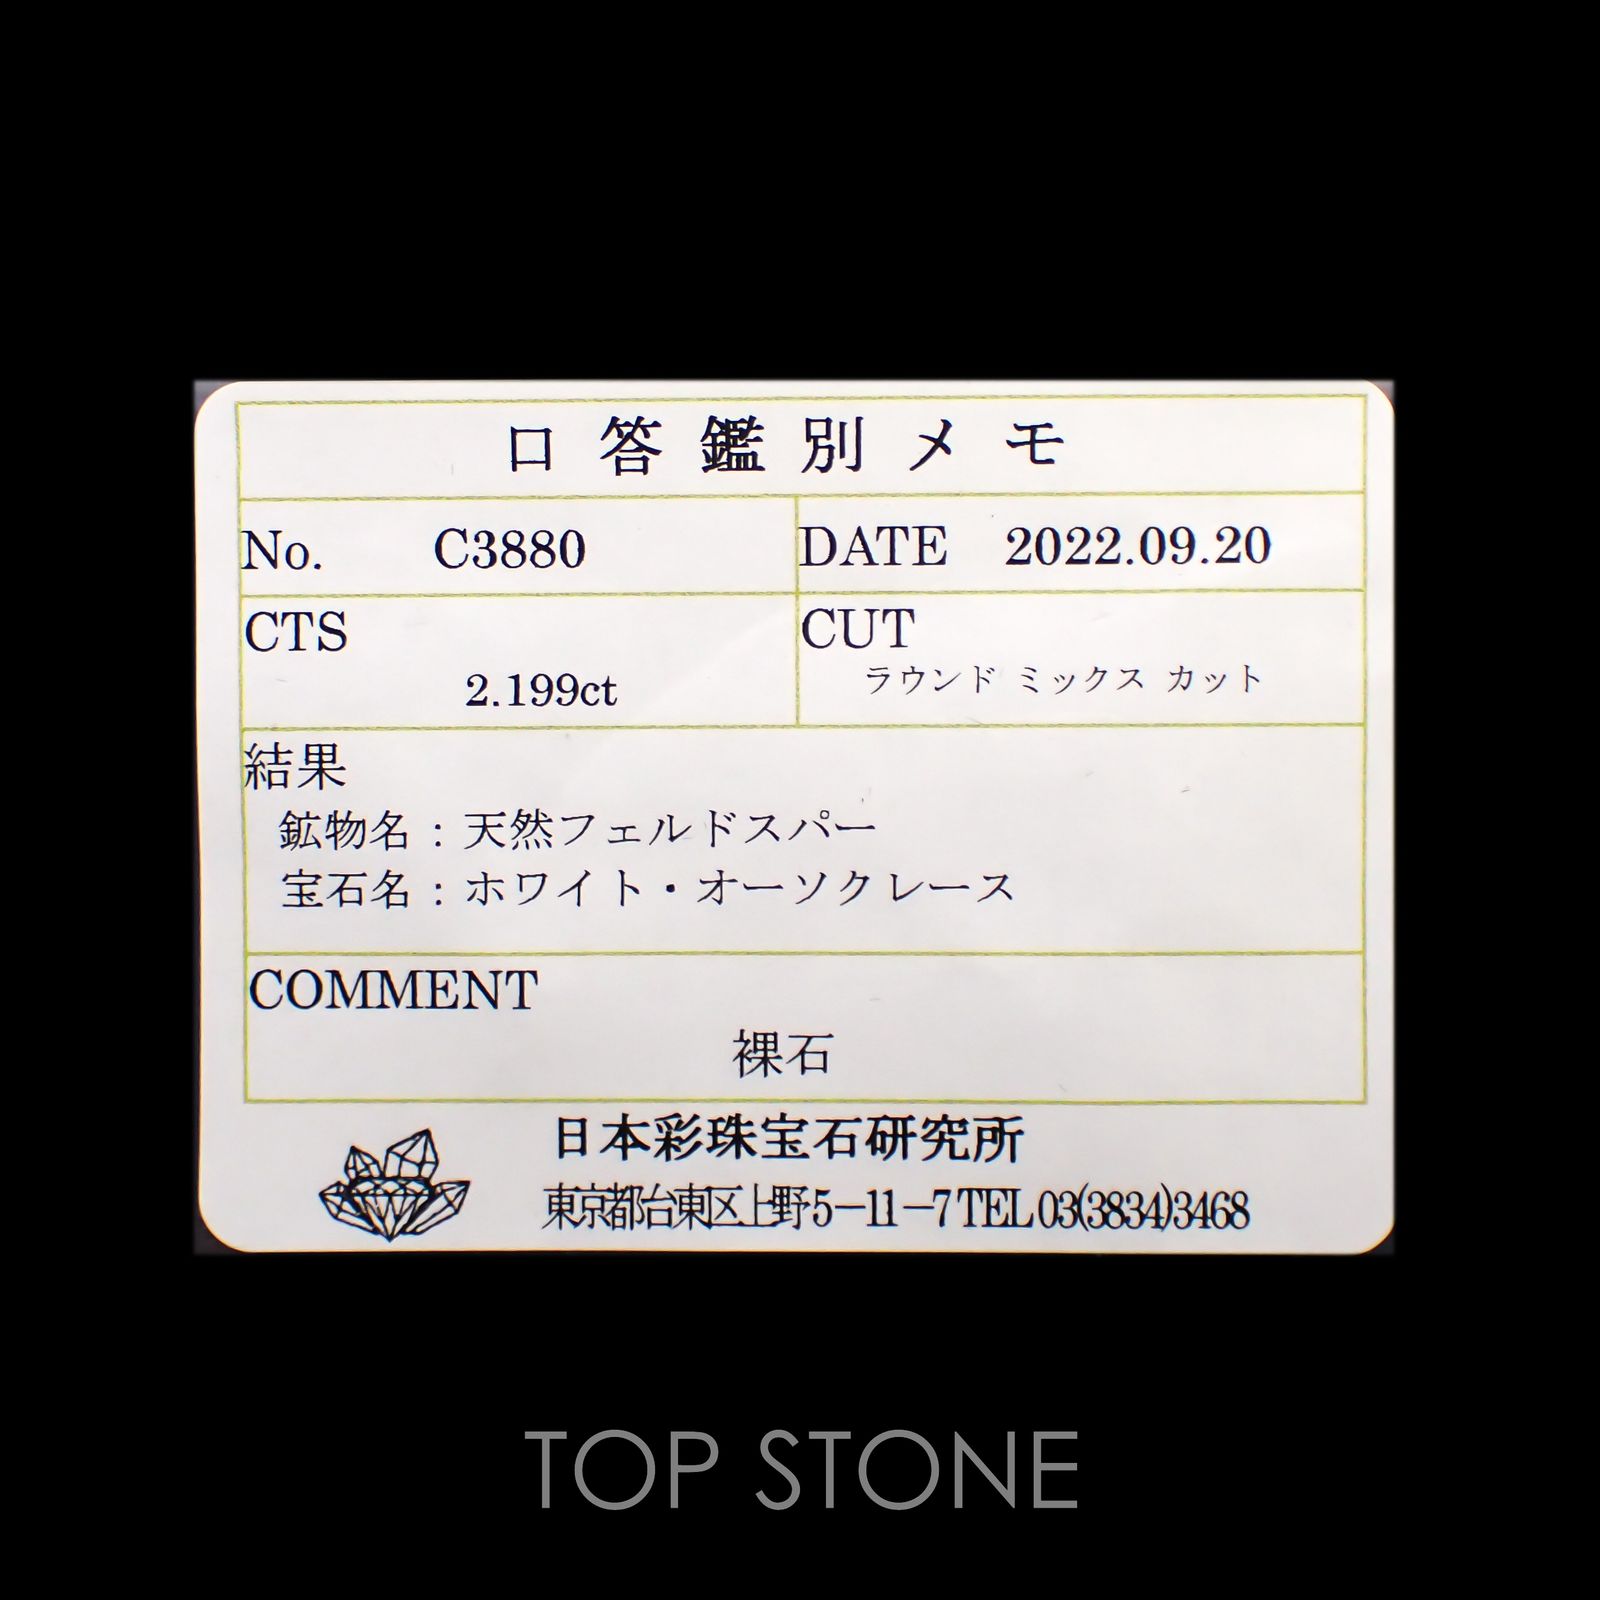 口答鑑別メモ
No. C3880 DATE 2022.09.20
CTS CUT
2.199ct ラウンド ミックス カット
結果
鉱物名：天然フェルドスパー
宝石名：ホワイト・オーソクレース
COMMENT
裸石
日本彩珠宝石研究所
東京都台東区上野5－11－7 TEL 03(3834)3468
TOP STONE